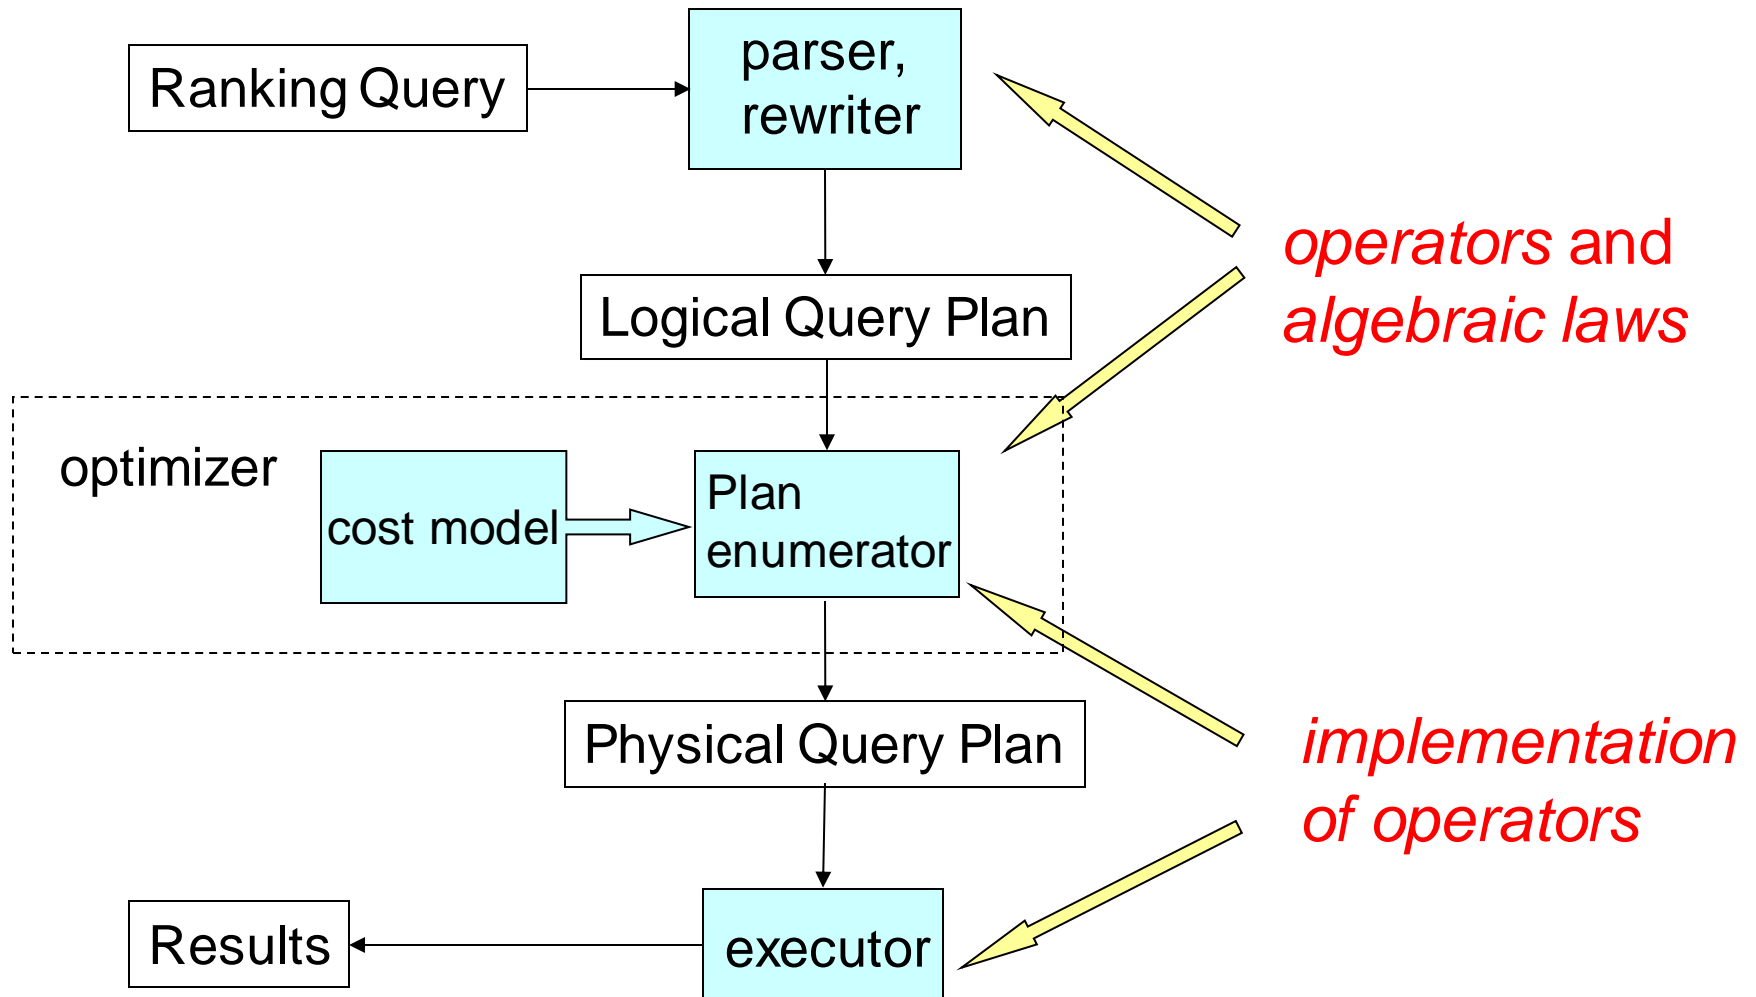 Ranking Query
parser,
rewriter
operators and
algebraic laws
Logical Query Plan
optimizer
cost model
Plan
enumerator
Physical Query Plan
implementation
of operators
Results
executor